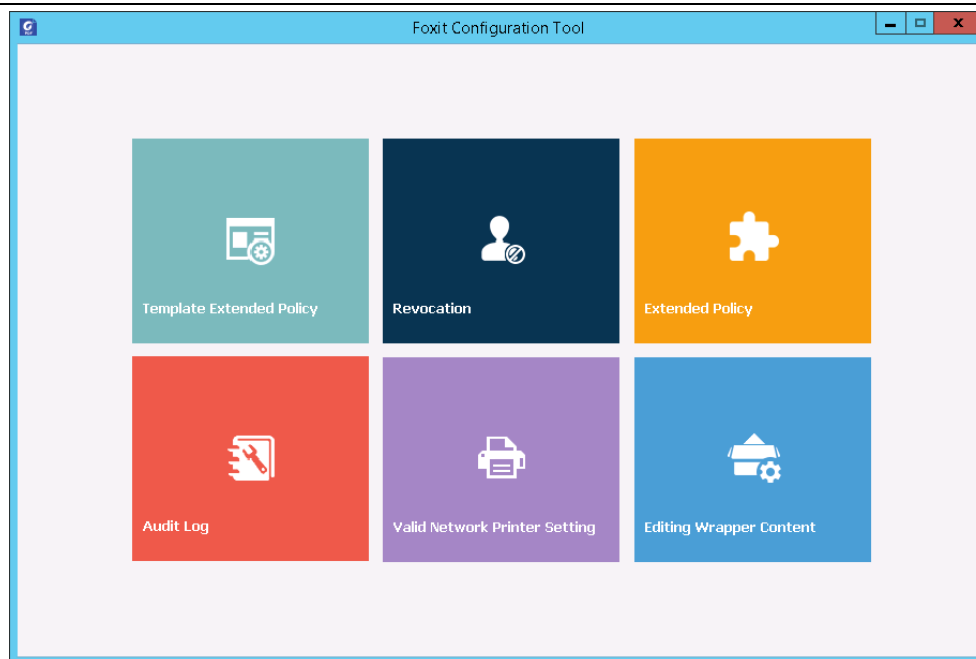 Foxit Configuration Tool
Template Extended Policy
Revocation
Extended Policy
Audit Log
Valid Network Printer Setting
Editing Wrapper Content